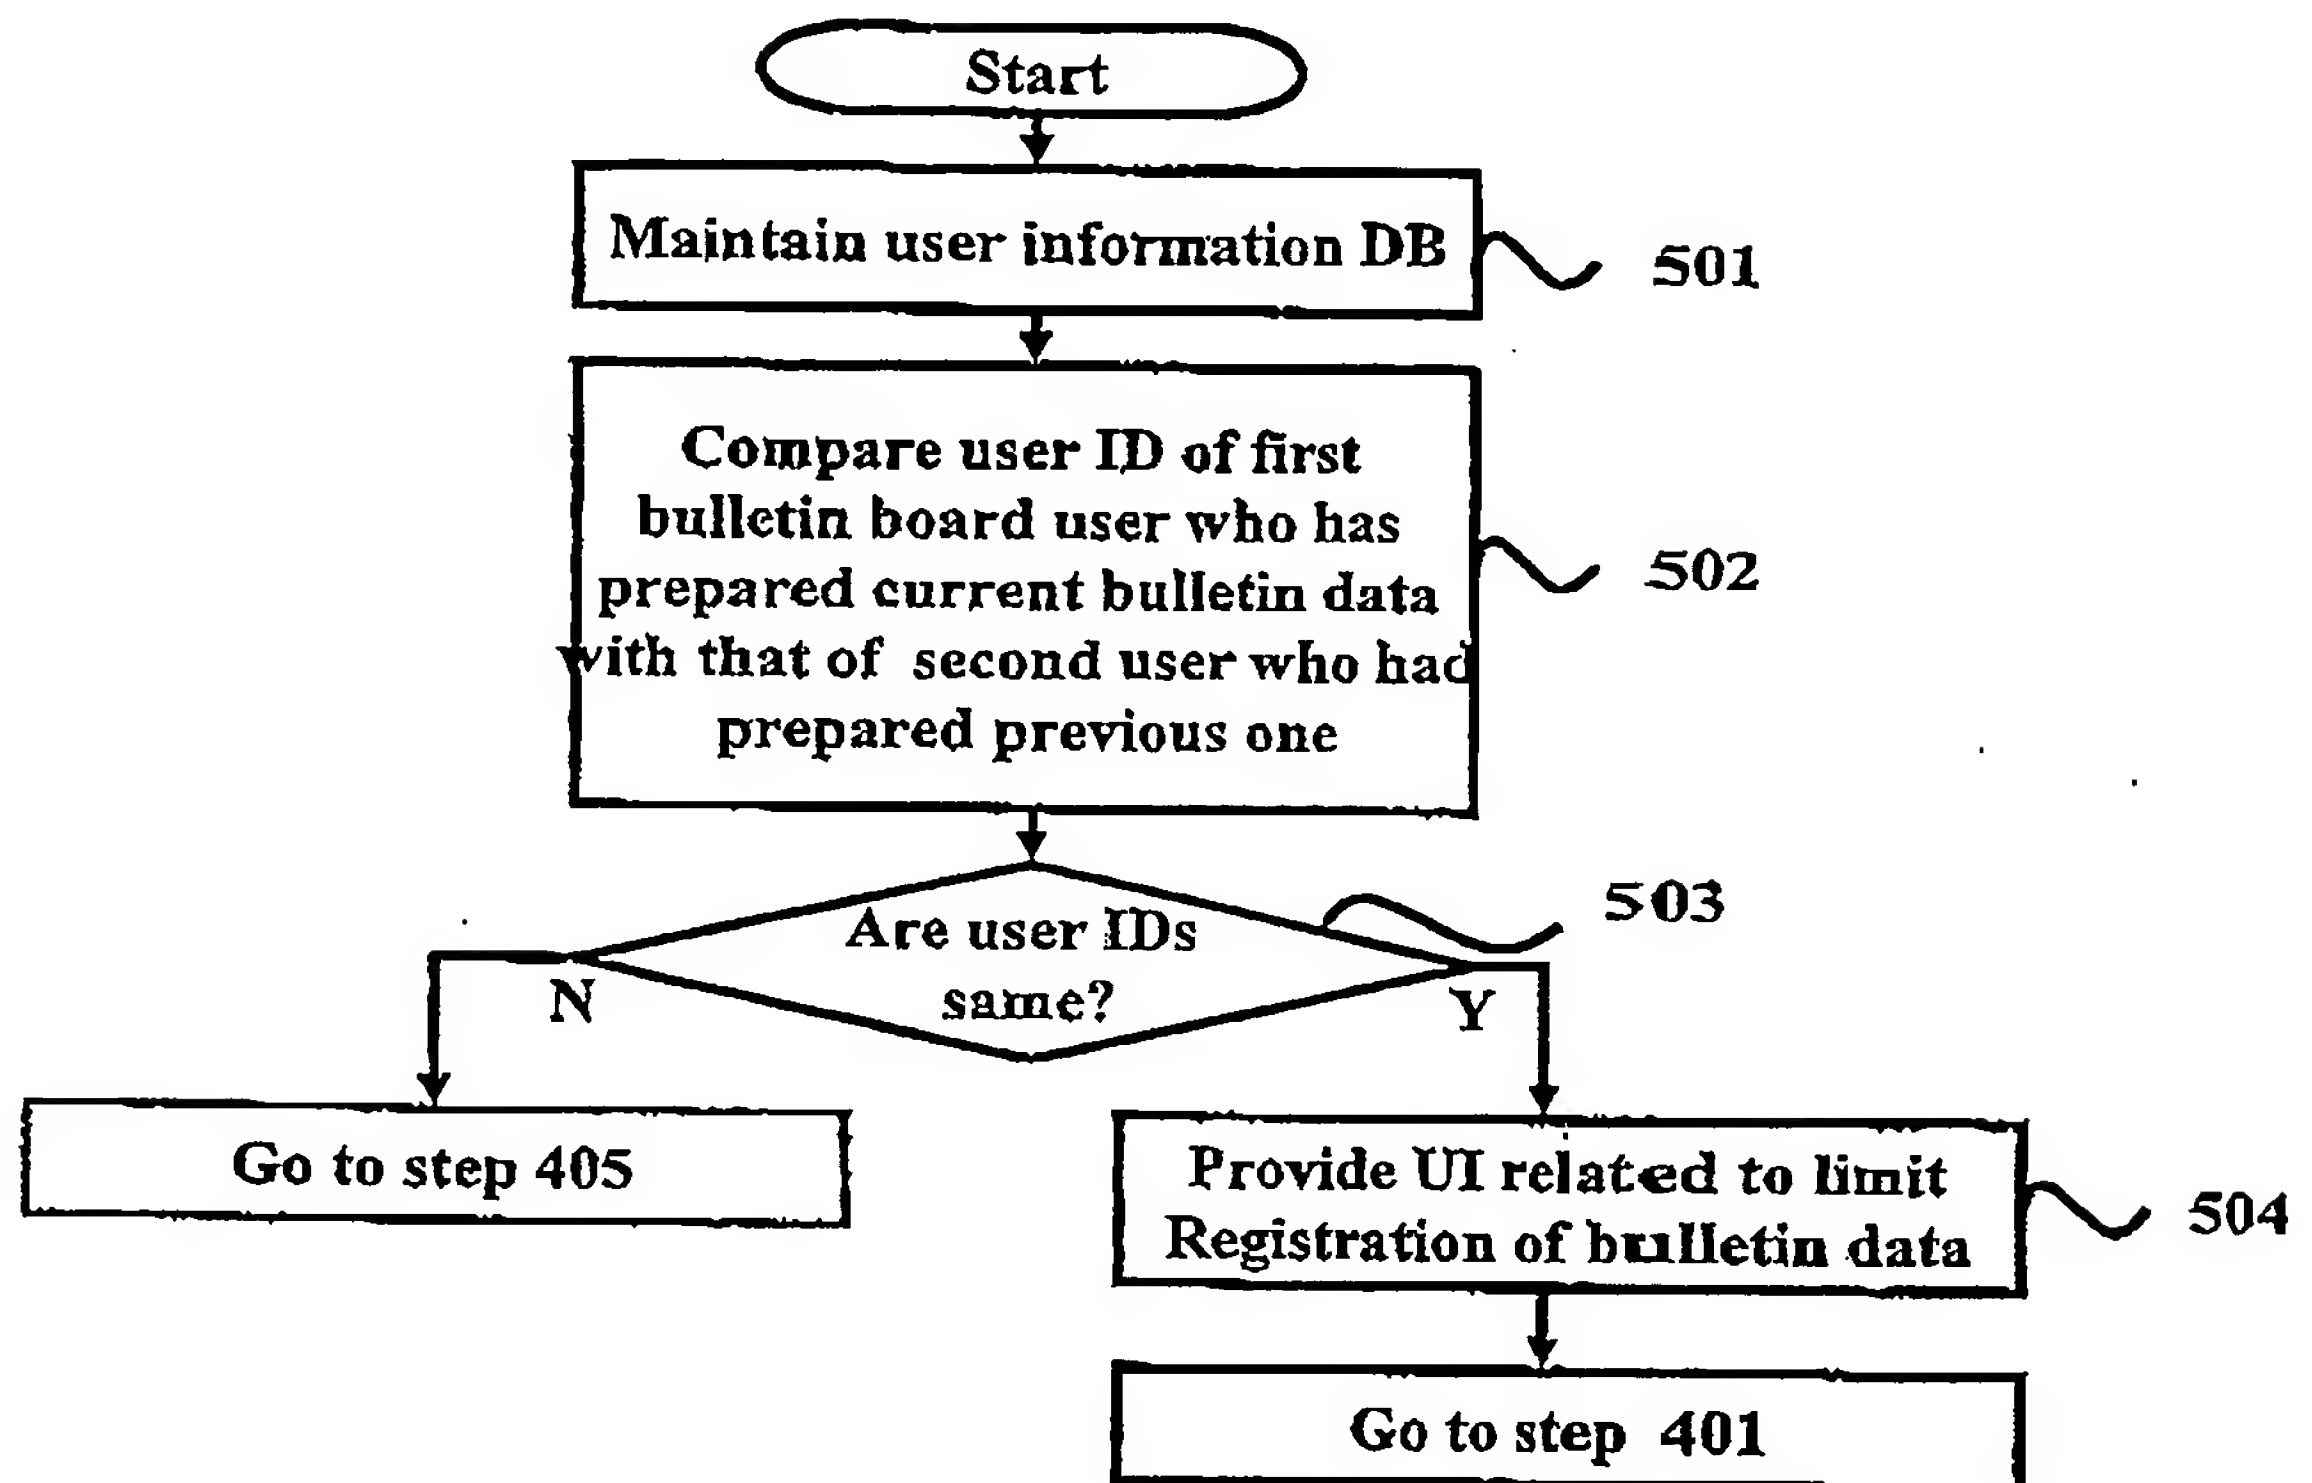 Start
Maintain user information DB
501
Compare user ID of first
bulletin board user who has
prepared current bulletin data
with that of second user who had
prepared previous one
502
Are user IDs
same?
503
N
Y
Go to step 405
Provide UI related to limit
Registration of bulletin data
504
Go to step 401